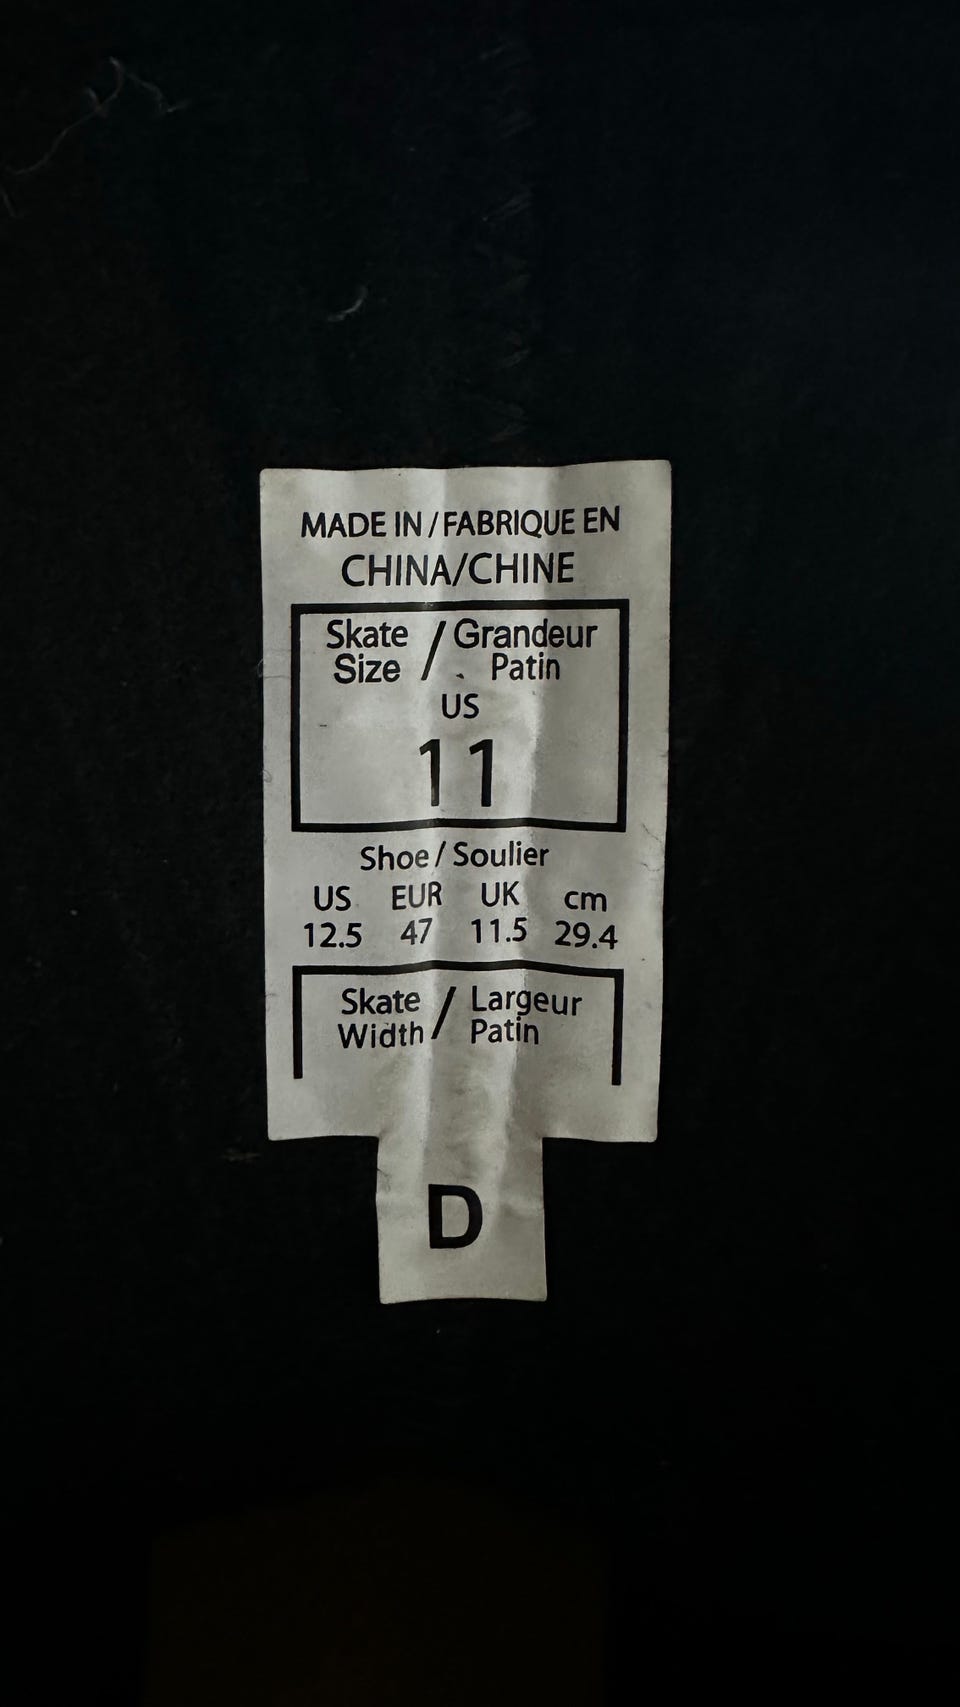 MADE IN / FABRIQUE EN
CHINA/CHINE
Skate / Grandeur
Size Patin
US
11
Shoe / Soulier
US EUR UK cm
12.5 47 11.5 29.4
Skate / Largeur
Width Patin
D